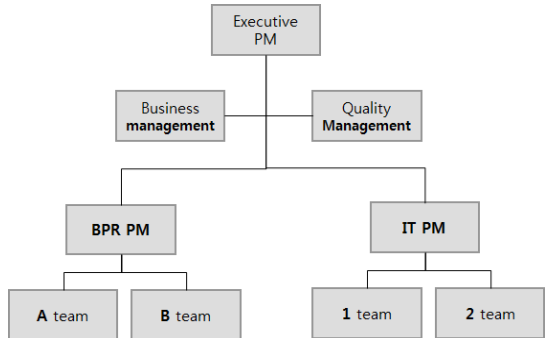 Executive
PM
Business
management
Quality
Management
BPR PM
IT PM
A team
B team
1 team
2 team